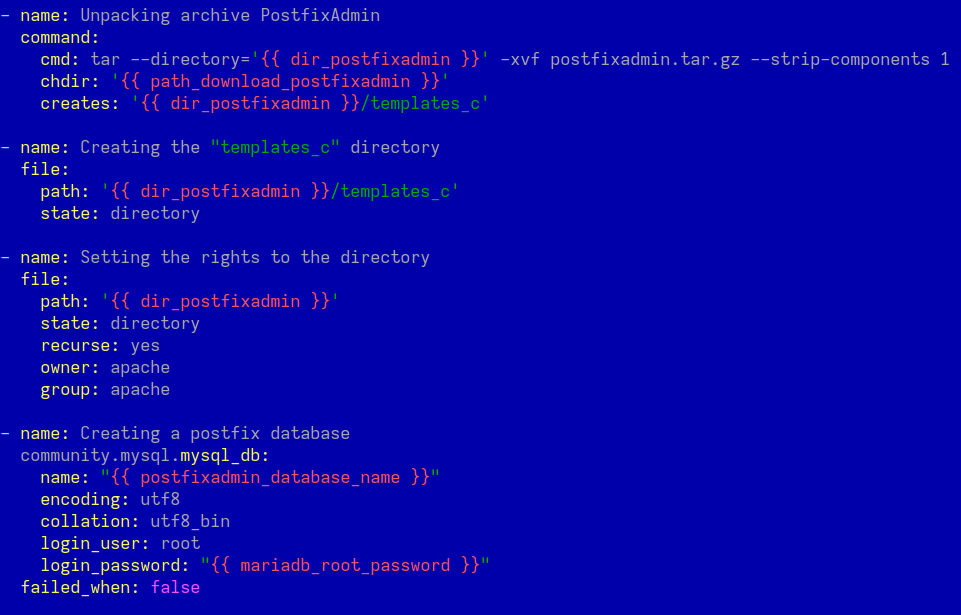 - name: Unpacking archive PostfixAdmin
  command:
    cmd: tar --directory='{{ dir_postfixadmin }}' -xvf postfixadmin.tar.gz --strip-components 1
    chdir: '{{ path_download_postfixadmin }}'
    creates: '{{ dir_postfixadmin }}/templates_c'

- name: Creating the "templates_c" directory
  file:
    path: '{{ dir_postfixadmin }}/templates_c'
    state: directory

- name: Setting the rights to the directory
  file:
    path: '{{ dir_postfixadmin }}'
    state: directory
    recurse: yes
    owner: apache
    group: apache

- name: Creating a postfix database
  community.mysql.mysql_db:
    name: "{{ postfixadmin_database_name }}"
    encoding: utf8
    collation: utf8_bin
    login_user: root
    login_password: "{{ mariadb_root_password }}"
  failed_when: false